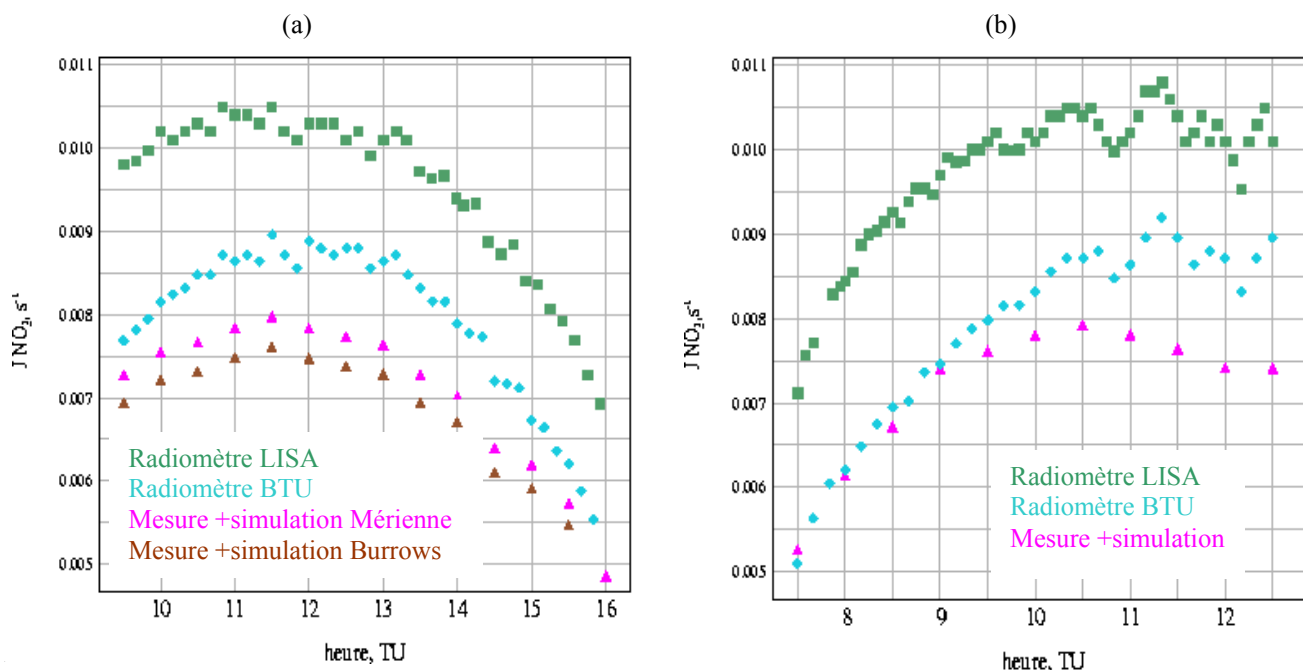 (a)
0.011
0.010
0.009
0.008
0.007
0.006
0.005
J NO₂, s⁻¹
Radiomètre LISA
Radiomètre BTU
Mesure +simulation Mérienne
Mesure +simulation Burrows
10 11 12 13 14 15 16
heure, TU
(b)
0.011
0.010
0.009
0.008
0.007
0.006
0.005
J NO₂,s⁻¹
Radiomètre LISA
Radiomètre BTU
Mesure +simulation
8 9 10 11 12
heure, TU